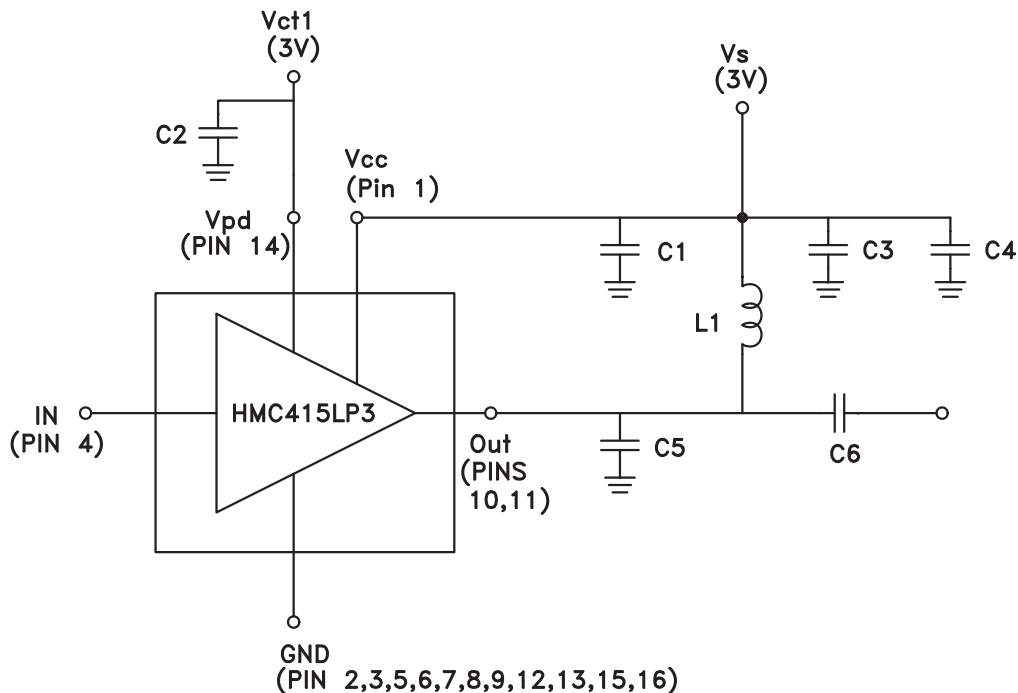 Vct1
(3V)
C2
Vs
(3V)
Vcc
(Pin 1)
Vpd
(PIN 14)
C1
C3
C4
L1
IN
(PIN 4)
HMC415LP3
Out
(PINS
10,11)
C5
C6
GND
(PIN 2,3,5,6,7,8,9,12,13,15,16)